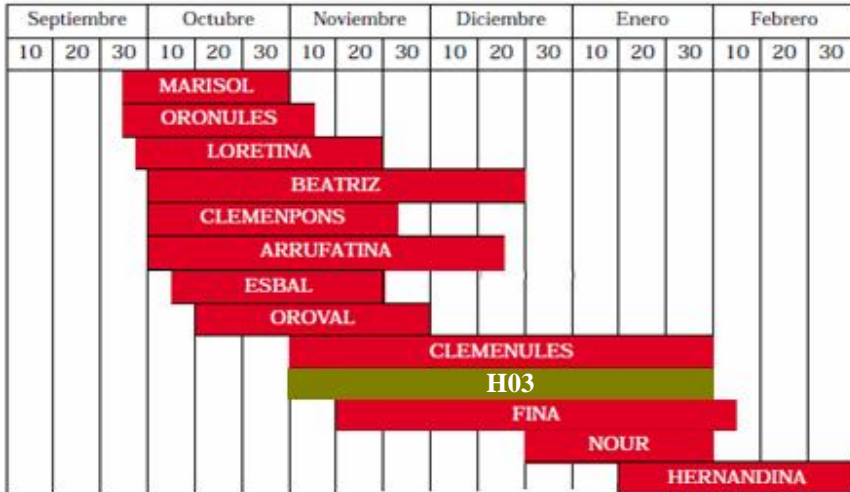 Septiembre Octubre Noviembre Diciembre Enero Febrero
10 20 30 10 20 30 10 20 30 10 20 30 10 20 30 10 20 30
MARISOL
ORONULES
LORETINA
BEATRIZ
CLEMENPONS
ARRUFATINA
ESBAL
OROVAL
CLEMENULES
H03
FINA
NOUR
HERNANDINA